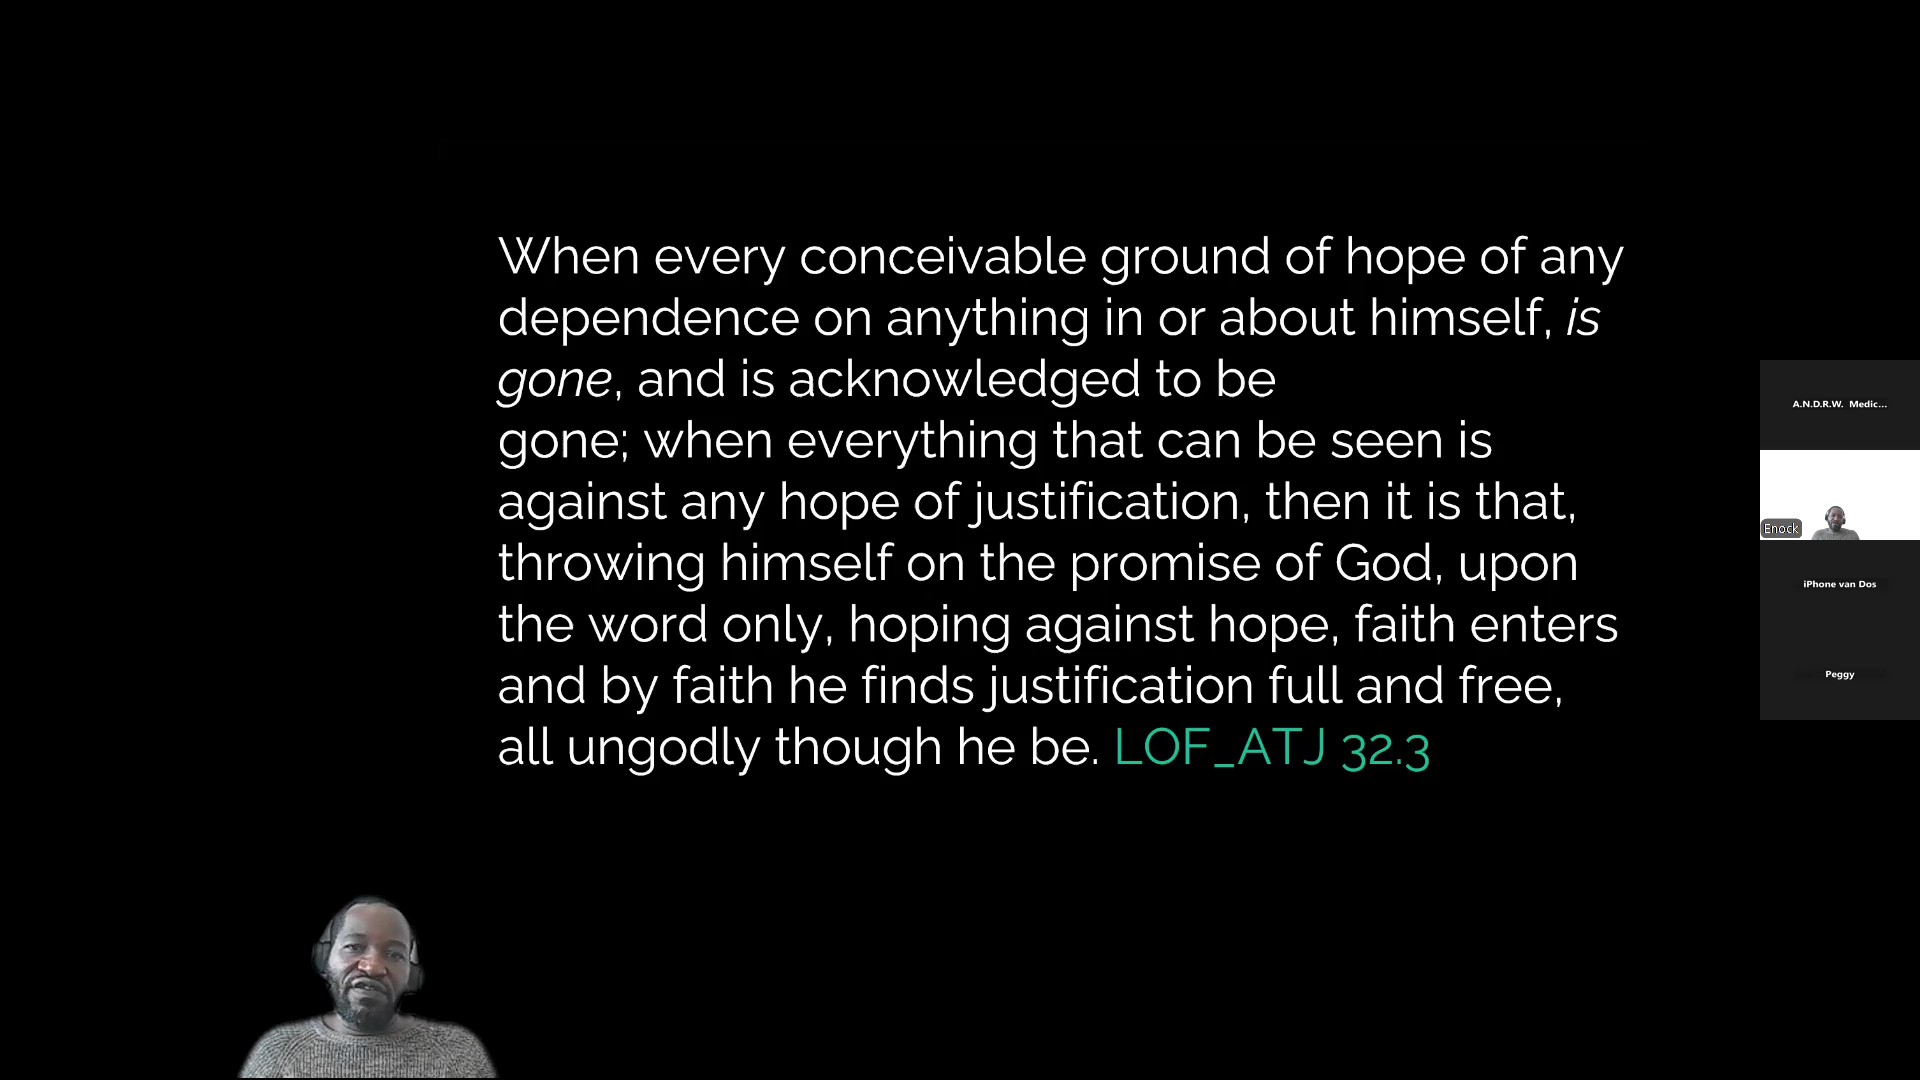 When every conceivable ground of hope of any
dependence on anything in or about himself, is
gone, and is acknowledged to be
gone; when everything that can be seen is
against any hope of justification, then it is that,
throwing himself on the promise of God, upon
the word only, hoping against hope, faith enters
and by faith he finds justification full and free,
all ungodly though he be. LOF_ATJ 32.3
A.N.D.R.W. Medic...
Enock
iPhone van Dos
Peggy